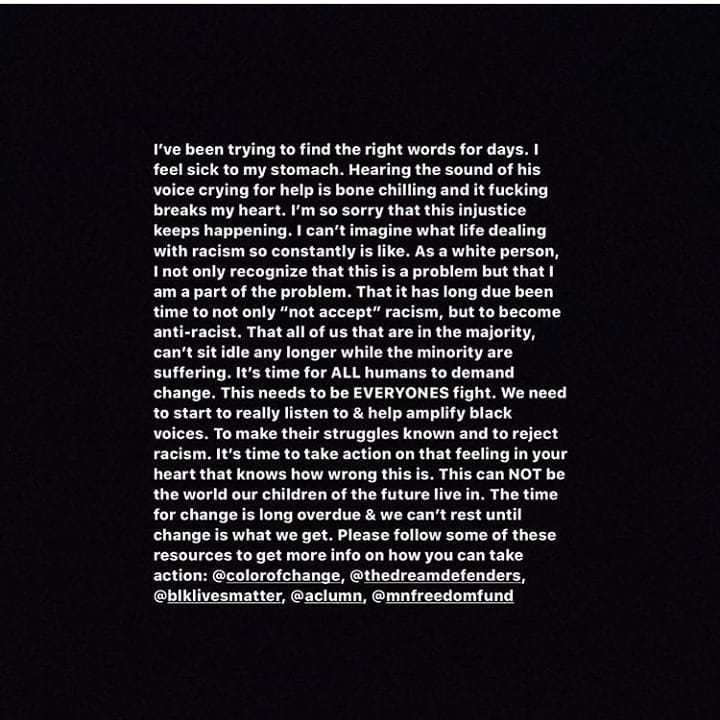 I've been trying to find the right words for days. I
feel sick to my stomach. Hearing the sound of his
voice crying for help is bone chilling and it fucking
breaks my heart. I'm so sorry that this injustice
keeps happening. I can't imagine what life dealing
with racism so constantly is like. As a white person,
I not only recognize that this is a problem but that I
am a part of the problem. That it has long due been
time to not only “not accept” racism, but to become
anti-racist. That all of us that are in the majority,
can't sit idle any longer while the minority are
suffering. It's time for ALL humans to demand
change. This needs to be EVERYONES fight. We need
to start to really listen to & help amplify black
voices. To make their struggles known and to reject
racism. It's time to take action on that feeling in your
heart that knows how wrong this is. This can NOT be
the world our children of the future live in. The time
for change is long overdue & we can't rest until
change is what we get. Please follow some of these
resources to get more info on how you can take
action: @colorofchange, @thedreamdefenders,
@blklivesmatter, @aclumn, @mnfreedomfund